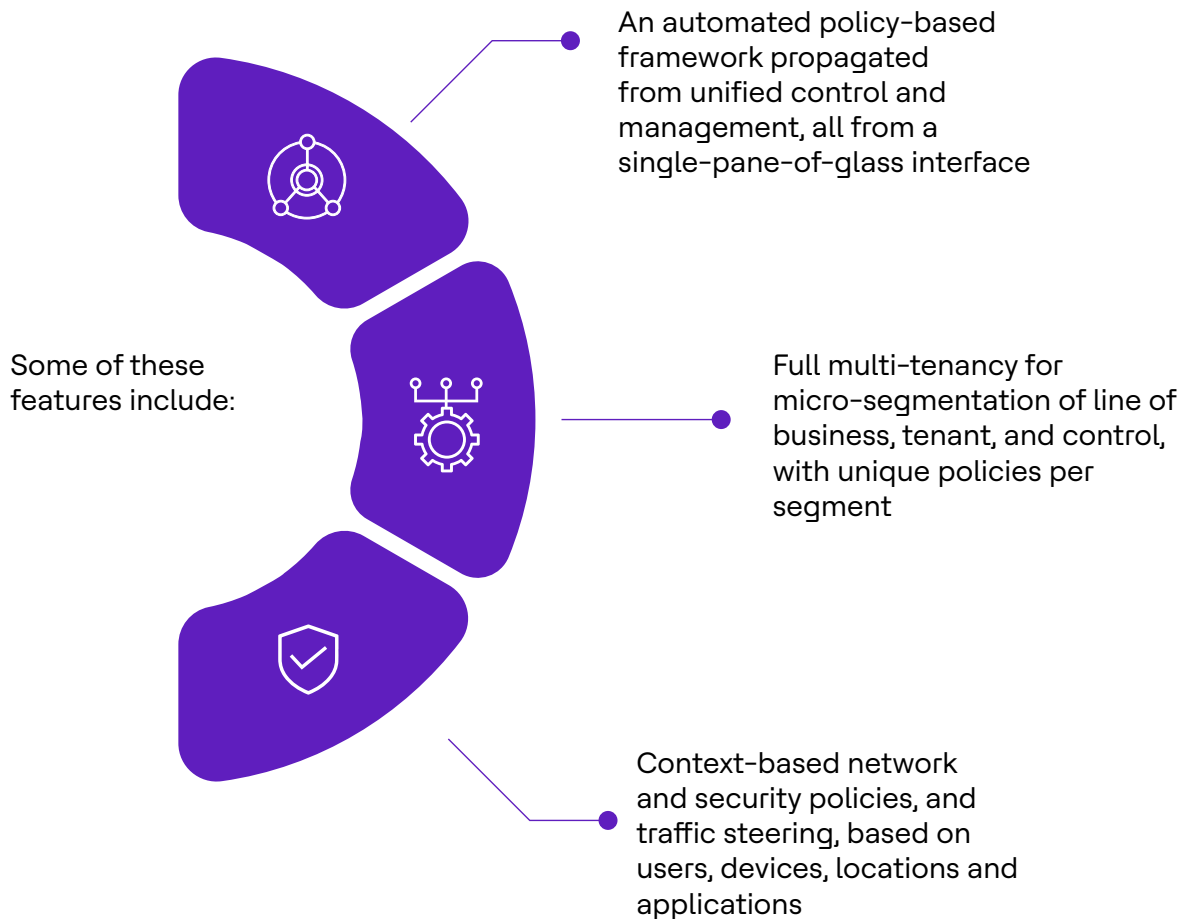 An automated policy-based
framework propagated
from unified control and
management, all from a
single-pane-of-glass interface
Some of these
features include:
Full multi-tenancy for
micro-segmentation of line of
business, tenant, and control,
with unique policies per
segment
Context-based network
and security policies, and
traffic steering, based on
users, devices, locations and
applications